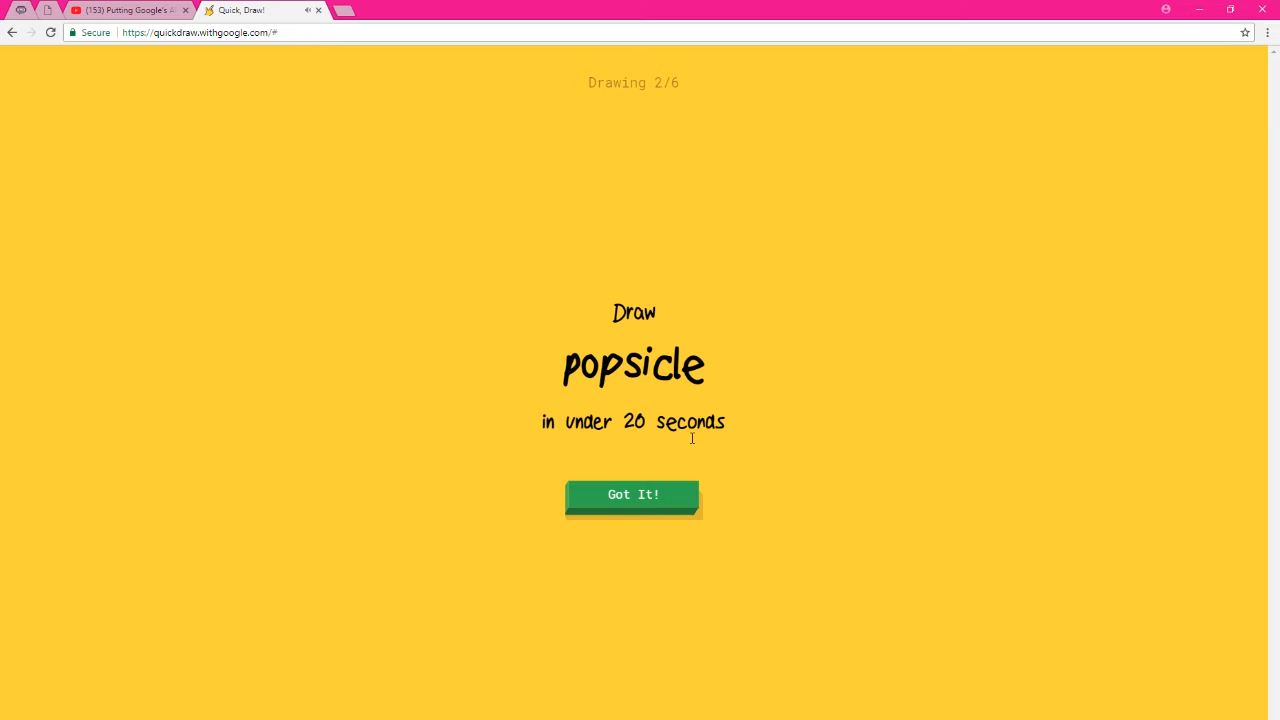 (153) Putting Google's A
Quick, Draw!
Secure
https://quickdraw.withgoogle.com/#
Drawing 2/6
Draw
popsicle
in under 20 seconds
Got It!